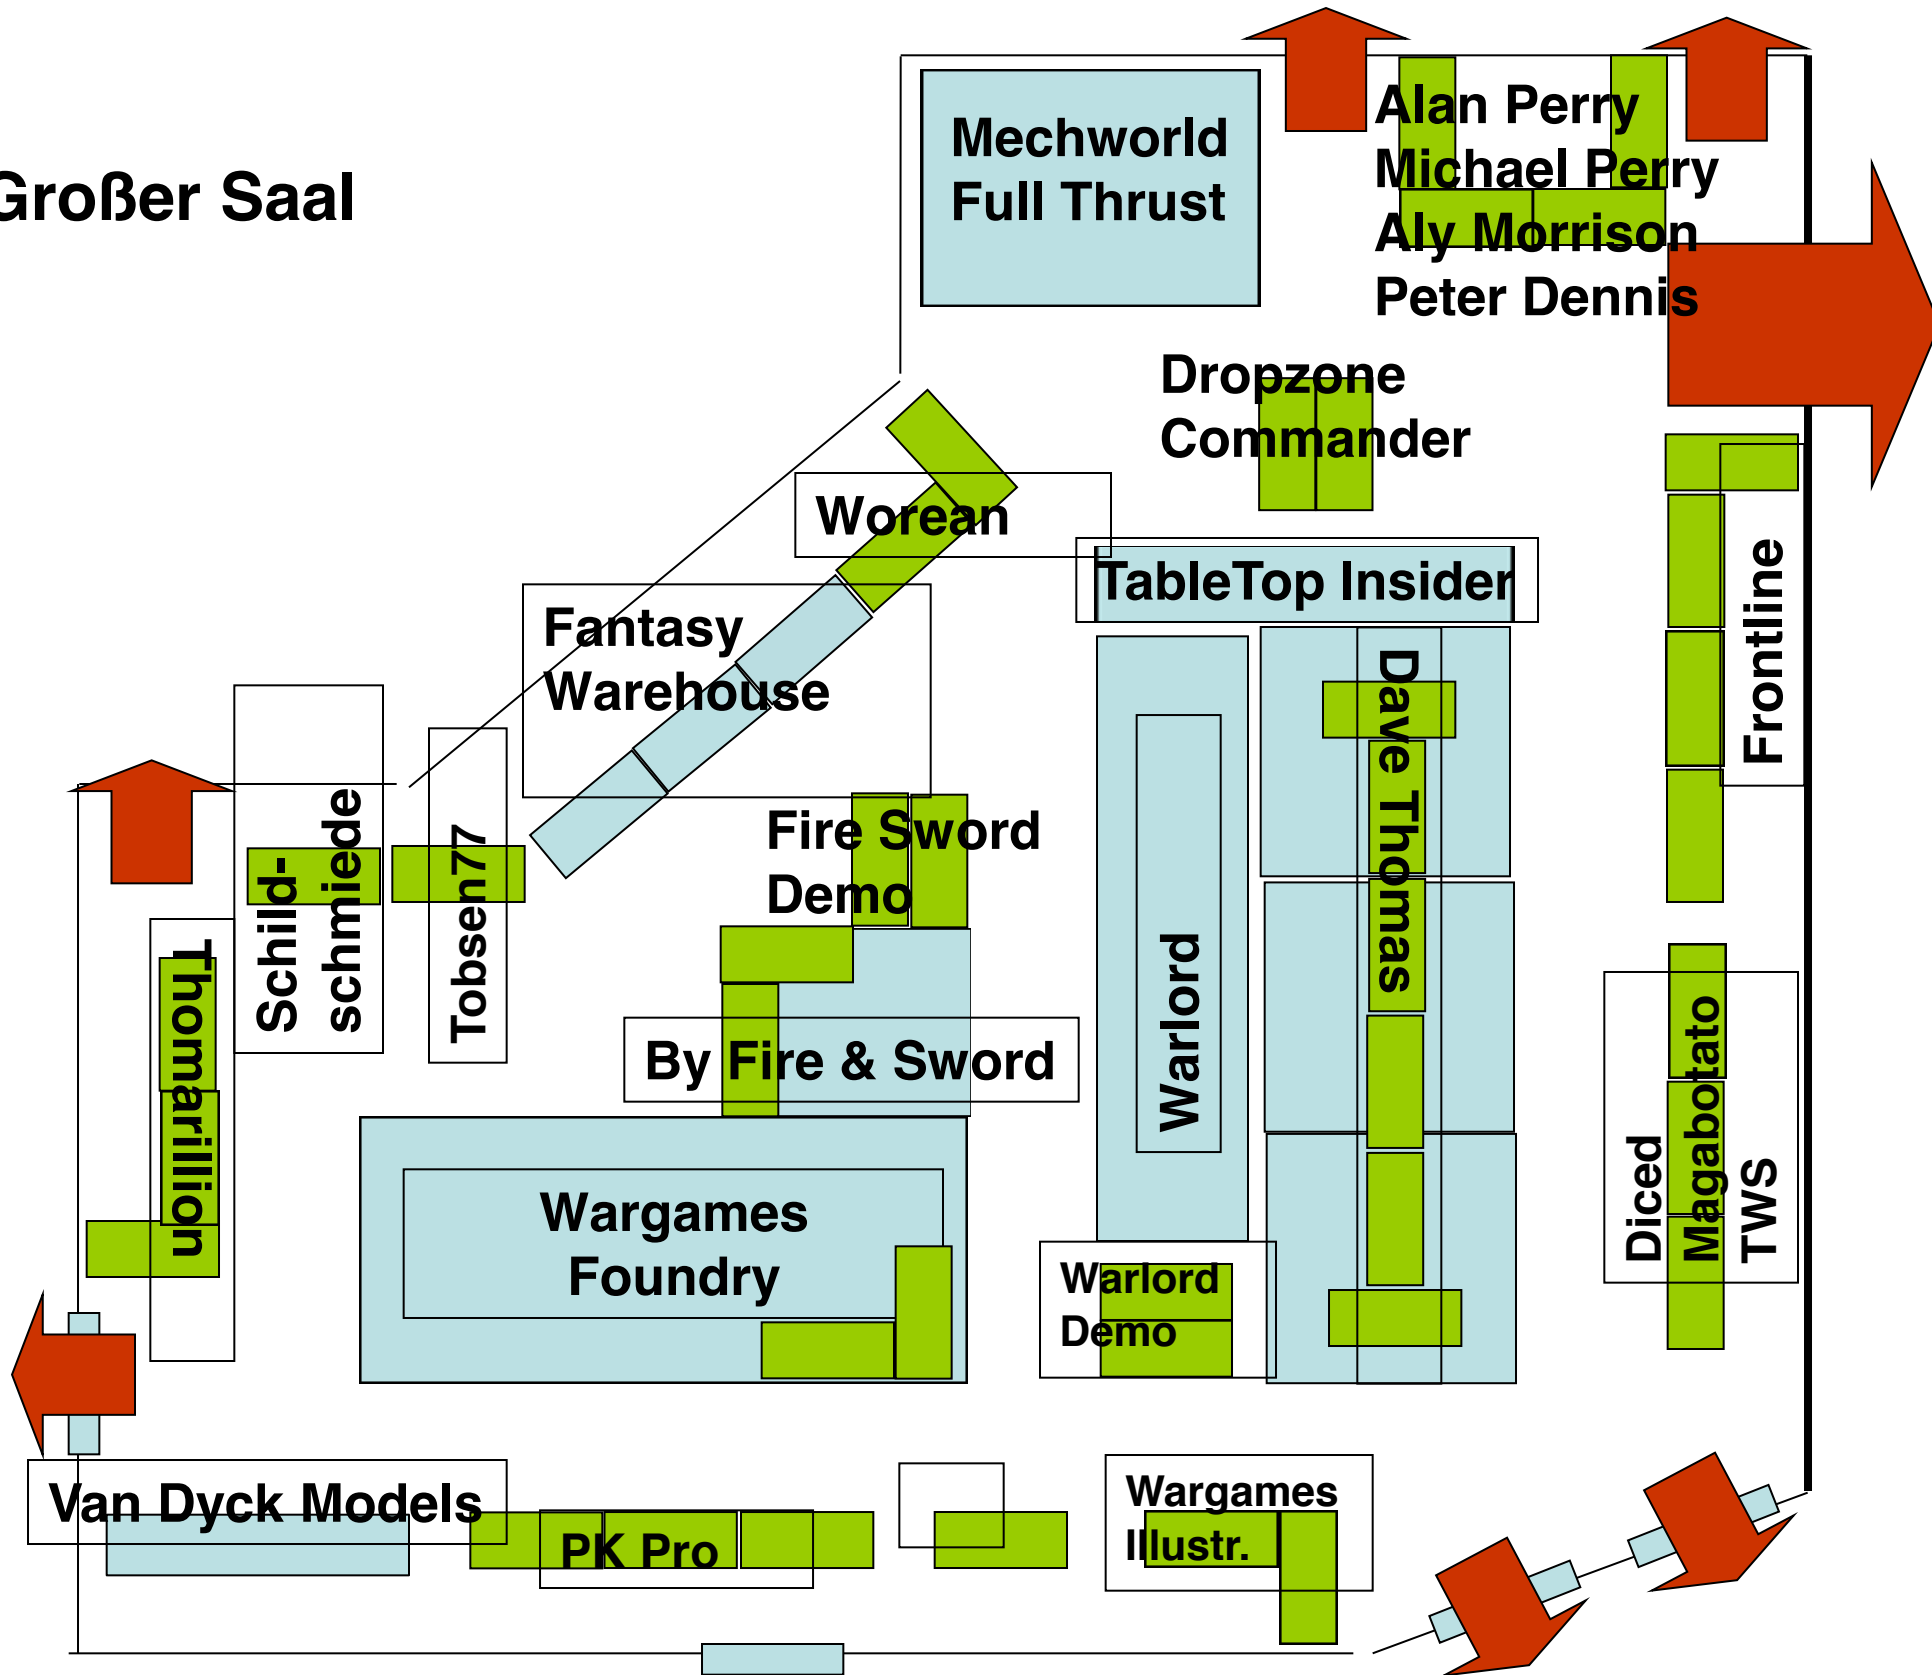 Großer Saal
Mechworld
Full Thrust
Alan Perry
Michael Perry
Aly Morrison
Peter Dennis
Dropzone
Commander
Worean
TableTop Insider
Fantasy
Warehouse
Frontline
Dave Thomas
Schild-
schmiede
Tobsen77
Fire Sword
Demo
Thomarillion
Warlord
By Fire & Sword
Diced
Magabotato
TWS
Wargames
Foundry
Warlord
Demo
Van Dyck Models
PK Pro
Wargames
Illustr.